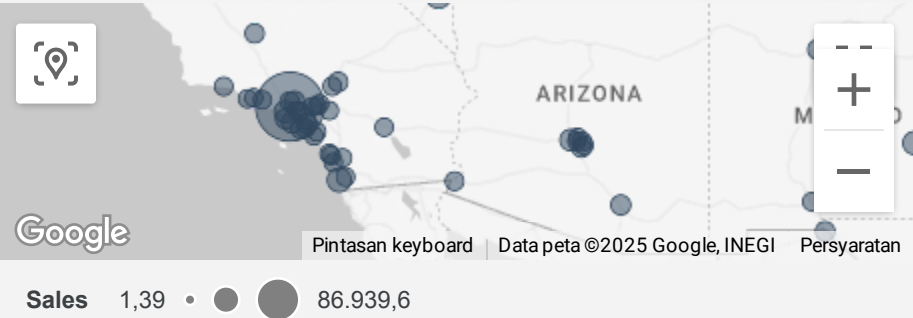 ARIZONA
Google
Pintasan keyboard
Data peta ©2025 Google, INEGI
Persyaratan
Sales 1,39 86.939,6